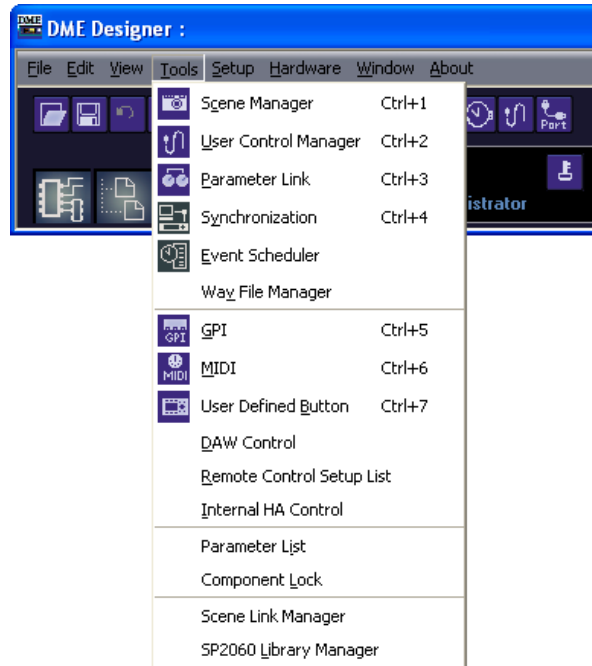 DME DME Designer :
File Edit View Tools Setup Hardware Window About
Port
istrator
Scene Manager Ctrl+1
User Control Manager Ctrl+2
Parameter Link Ctrl+3
Synchronization Ctrl+4
Event Scheduler
Wav File Manager
GPI GPI Ctrl+5
MIDI MIDI Ctrl+6
User Defined Button Ctrl+7
DAW Control
Remote Control Setup List
Internal HA Control
Parameter List
Component Lock
Scene Link Manager
SP2060 Library Manager